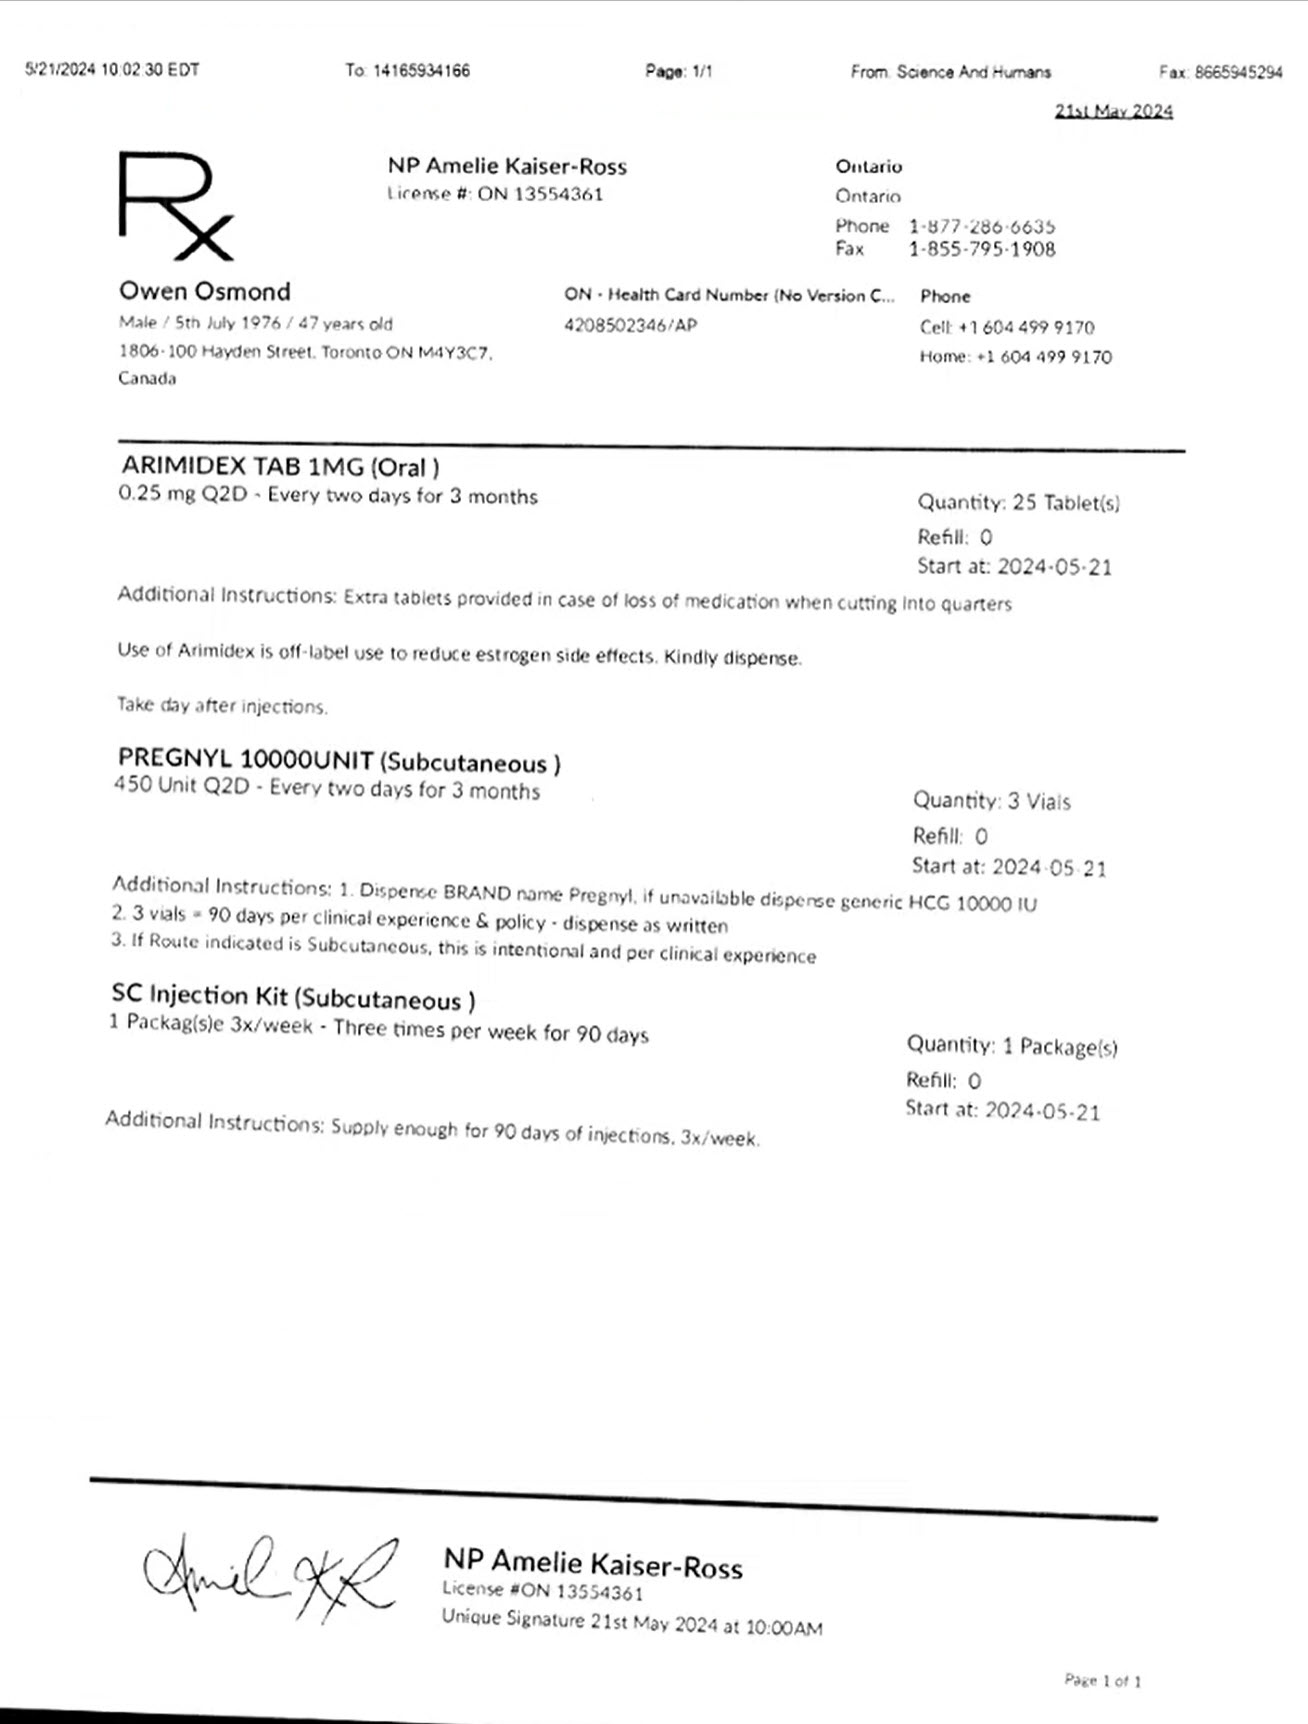 5/21/2024 10:02:30 EDT To: 14165934166 Page: 1/1 From: Science And Humans Fax: 8665945294
21st May 2024
Rx
NP Amelie Kaiser-Ross
License #: ON 13554361
Ontario
Ontario
Phone 1-877-286-6635
Fax 1-855-795-1908
Owen Osmond
Male / 5th July 1976 / 47 years old
1806-100 Hayden Street, Toronto ON M4Y3C7,
Canada
ON - Health Card Number (No Version C...
4208502346/AP
Phone
Cell: +1 604 499 9170
Home: +1 604 499 9170
ARIMIDEX TAB 1MG (Oral )
0.25 mg Q2D - Every two days for 3 months
Quantity: 25 Tablet(s)
Refill: 0
Start at: 2024-05-21
Additional Instructions: Extra tablets provided in case of loss of medication when cutting into quarters
Use of Arimidex is off-label use to reduce estrogen side effects. Kindly dispense.
Take day after injections.
PREGNYL 10000UNIT (Subcutaneous )
450 Unit Q2D - Every two days for 3 months
Quantity: 3 Vials
Refill: 0
Start at: 2024-05-21
Additional Instructions: 1. Dispense BRAND name Pregnyl, if unavailable dispense generic HCG 10000 IU
2. 3 vials = 90 days per clinical experience & policy - dispense as written
3. If Route indicated is Subcutaneous, this is intentional and per clinical experience
SC Injection Kit (Subcutaneous )
1 Packag(s)e 3x/week - Three times per week for 90 days
Quantity: 1 Package(s)
Refill: 0
Start at: 2024-05-21
Additional Instructions: Supply enough for 90 days of injections, 3x/week.
NP Amelie Kaiser-Ross
License #ON 13554361
Unique Signature 21st May 2024 at 10:00AM
Page 1 of 1